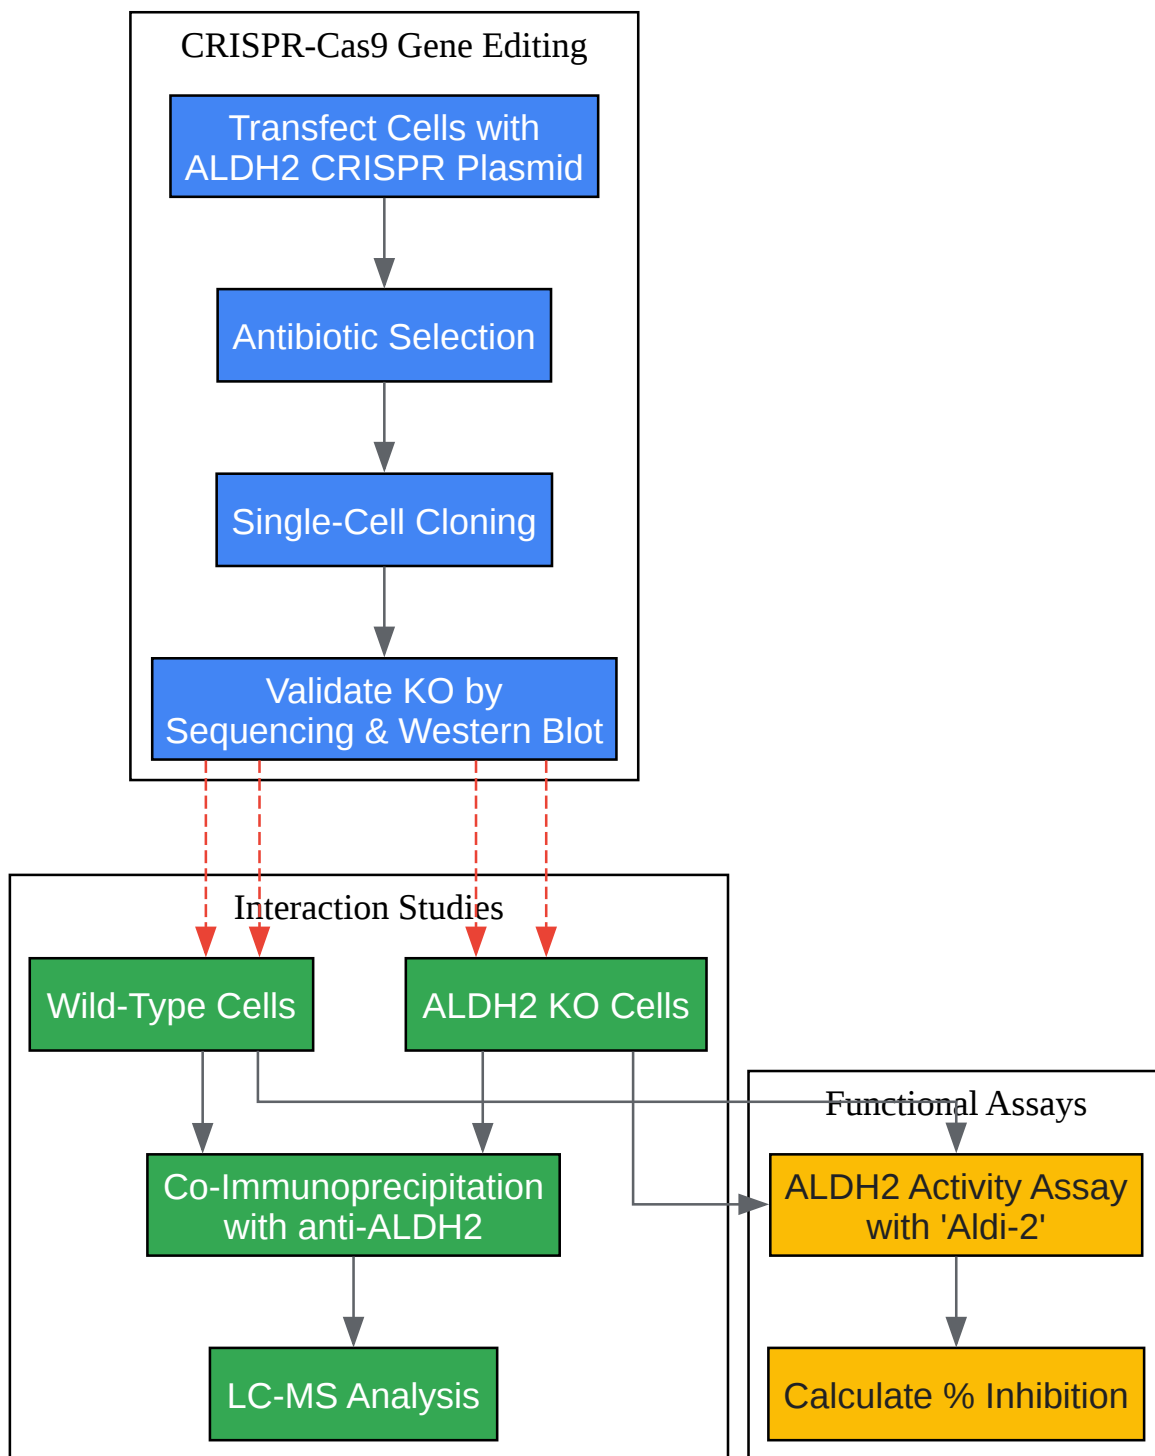 CRISPR-Cas9 Gene Editing
Transfect Cells with
ALDH2 CRISPR Plasmid
Antibiotic Selection
Single-Cell Cloning
Validate KO by
Sequencing & Western Blot
Interaction Studies
Wild-Type Cells
ALDH2 KO Cells
Functional Assays
Co-Immunoprecipitation
with anti-ALDH2
ALDH2 Activity Assay
with 'Aldi-2'
LC-MS Analysis
Calculate % Inhibition